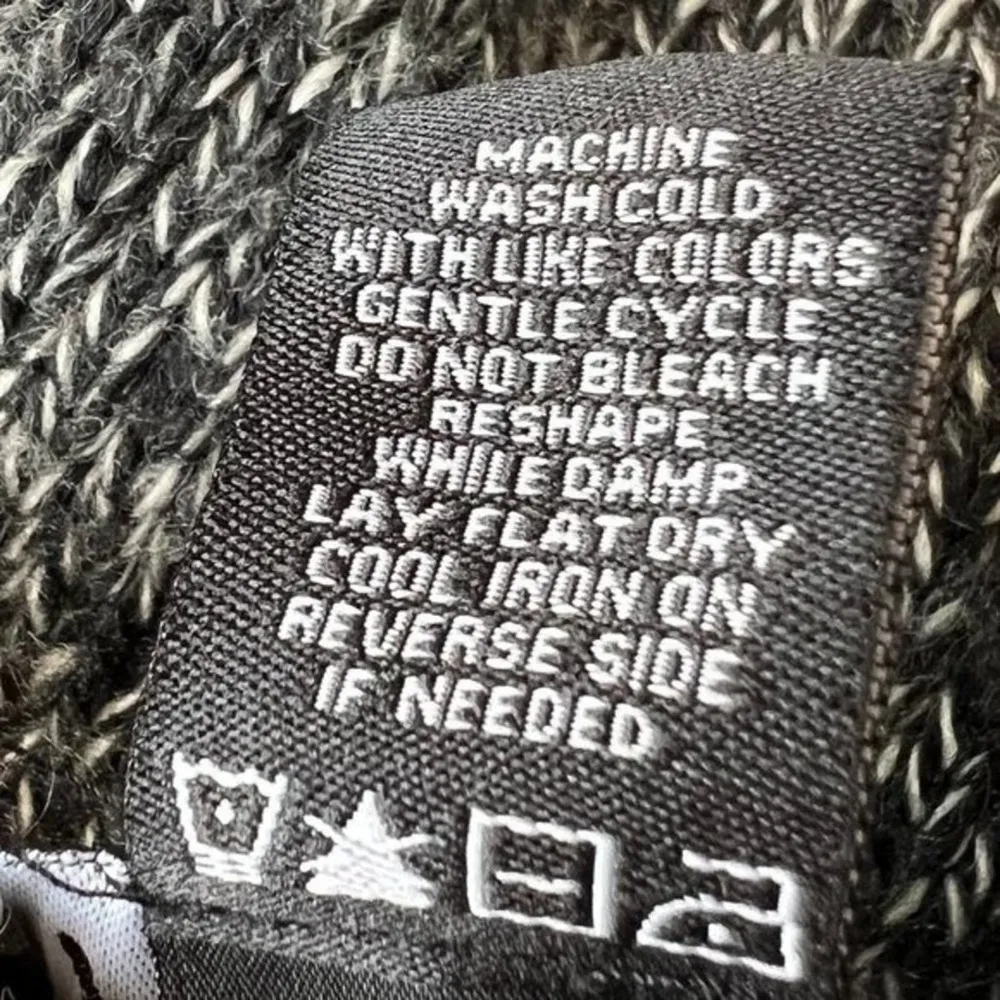 MACHINE
WASH COLD
WITH LIKE COLORS
GENTLE CYCLE
DO NOT BLEACH
RESHAPE
WHILE DAMP
LAY FLAT DRY
COOL IRON ON
REVERSE SIDE
IF NEEDED